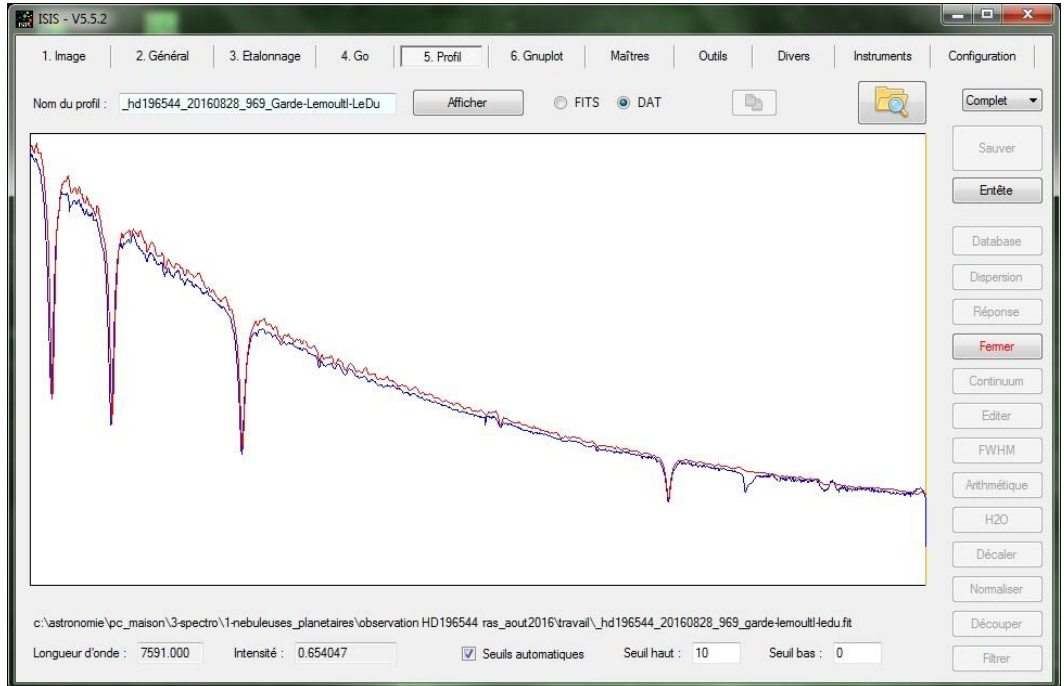 ISIS - V5.5.2
1. Image 2. Général 3. Etalonnage 4. Go 5. Profil 6. Gnuplot Maîtres Outils Divers Instruments Configuration
Nom du profil : _hd196544_20160828_969_Garde-Lemoultl-LeDu Afficher FITS DAT Complet
Sauver
Entête
Database
Dispersion
Réponse
Fermer
Continuum
Editer
FWHM
Arithmétique
H2O
Décaler
Normaliser
Découper
Filtrer
c:\astronomie\pc_maison\3-spectro\1-nebuleuses_planetaires\observation HD196544 ras_aout2016\travail\_hd196544_20160828_969_garde-lemoultl-ledu.fit
Longueur d'onde : 7591.000 Intensité : 0.654047 Seuils automatiques Seuil haut : 10 Seuil bas : 0